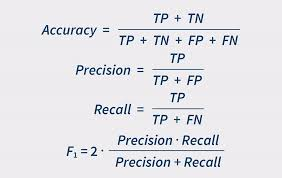 Accuracy = TP + TN / TP + TN + FP + FN
Precision = TP / TP + FP
Recall = TP / TP + FN
F₁ = 2 · Precision · Recall / Precision + Recall